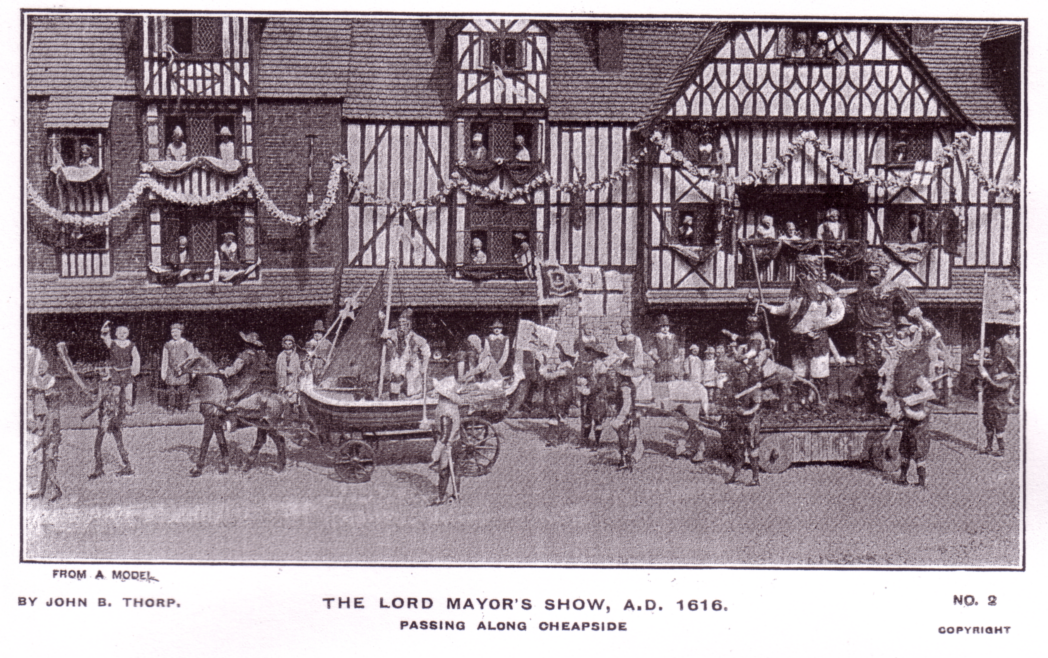 FROM A MODEL
BY JOHN B. THORP.
THE LORD MAYOR'S SHOW, A.D. 1616.
PASSING ALONG CHEAPSIDE
NO. 2
COPYRIGHT